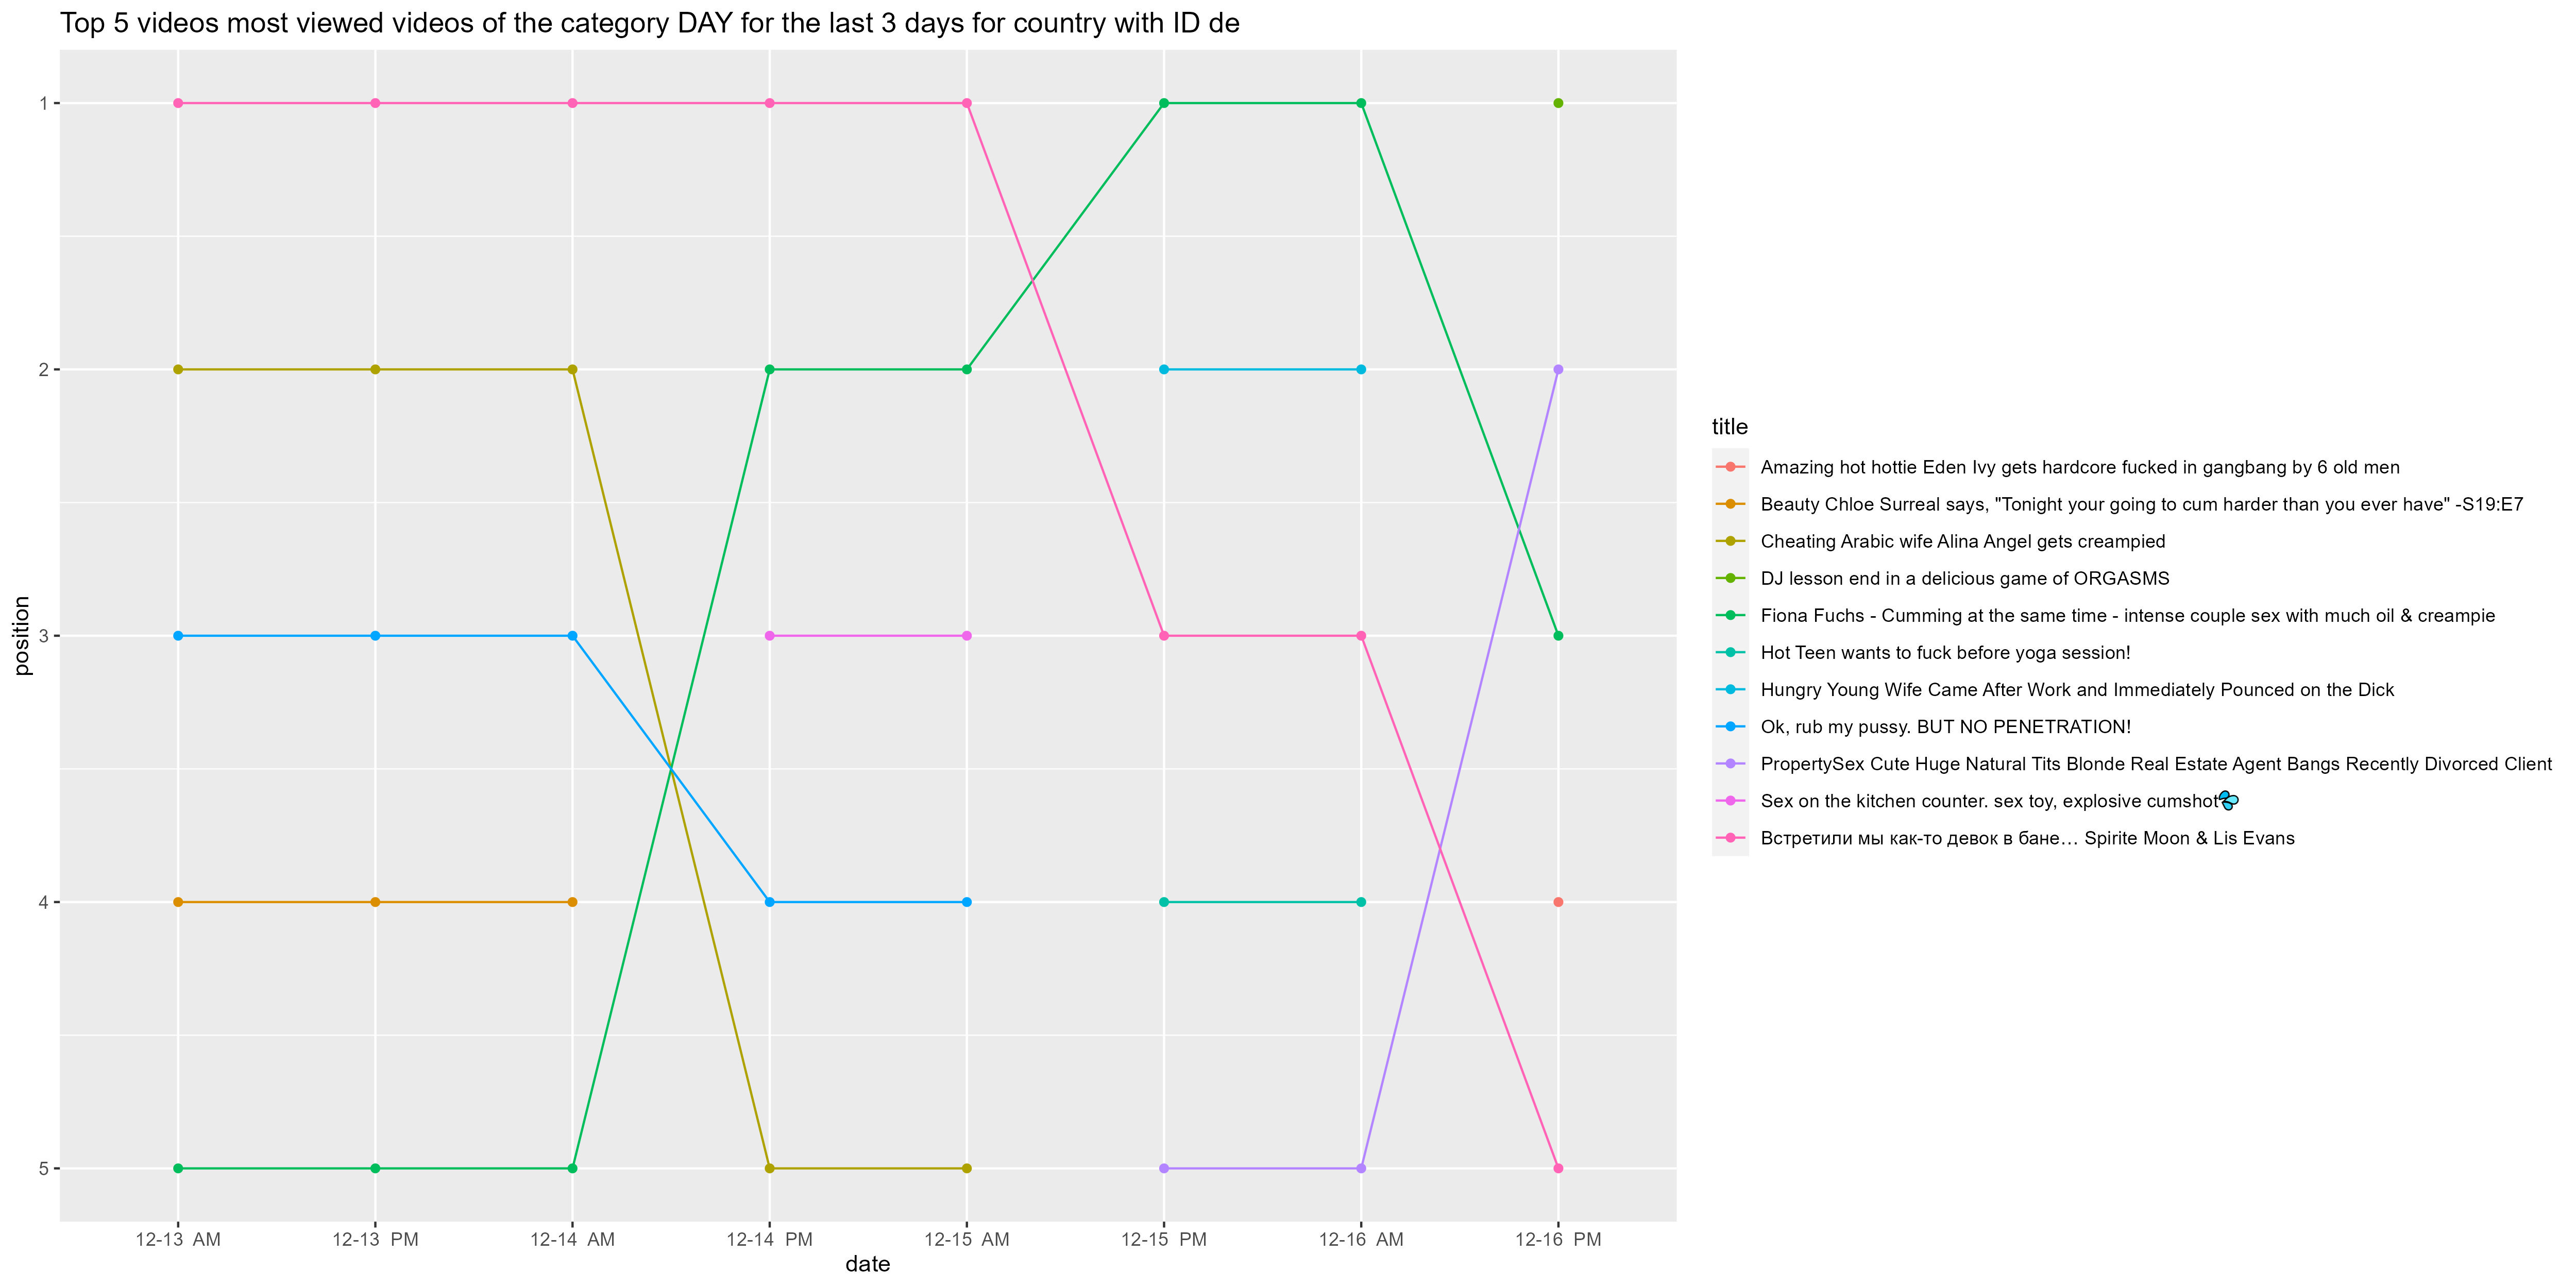 Top 5 videos most viewed videos of the category DAY for the last 3 days for country with ID de
position
1
2
3
4
5
12-13 AM
12-13 PM
12-14 AM
12-14 PM
12-15 AM
12-15 PM
12-16 AM
12-16 PM
date
title
Amazing hot hottie Eden Ivy gets hardcore fucked in gangbang by 6 old men
Beauty Chloe Surreal says, "Tonight your going to cum harder than you ever have" -S19:E7
Cheating Arabic wife Alina Angel gets creampied
DJ lesson end in a delicious game of ORGASMS
Fiona Fuchs - Cumming at the same time - intense couple sex with much oil & creampie
Hot Teen wants to fuck before yoga session!
Hungry Young Wife Came After Work and Immediately Pounced on the Dick
Ok, rub my pussy. BUT NO PENETRATION!
PropertySex Cute Huge Natural Tits Blonde Real Estate Agent Bangs Recently Divorced Client
Sex on the kitchen counter. sex toy, explosive cumshot💦
Встретили мы как-то девок в бане… Spirite Moon & Lis Evans